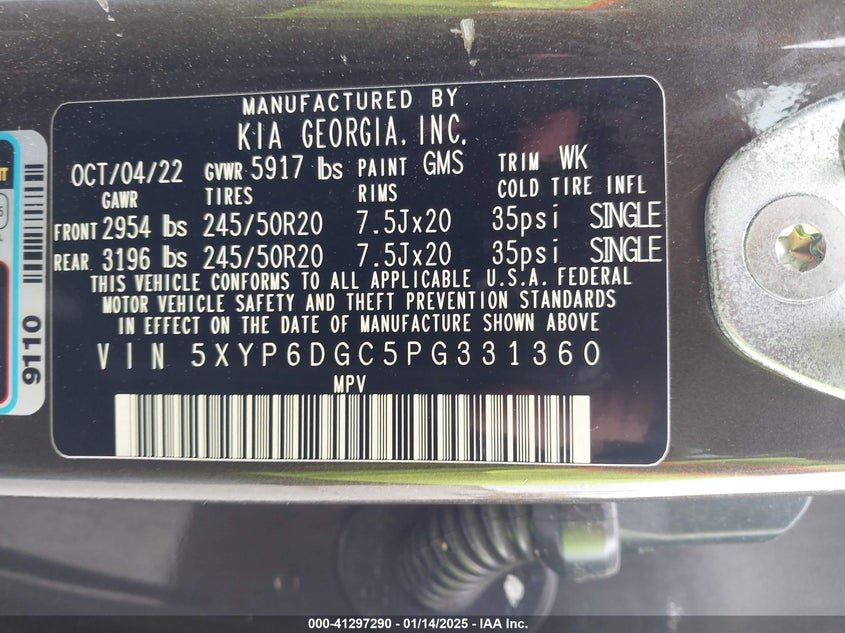 MANUFACTURED BY
KIA GEORGIA, INC.
OCT/04/22 GVWR 5917 lbs PAINT GMS TRIM WK
GAWR TIRES RIMS COLD TIRE INFL
FRONT 2954 lbs 245/50R20 7.5Jx20 35psi SINGLE
REAR 3196 lbs 245/50R20 7.5Jx20 35psi SINGLE
THIS VEHICLE CONFORMS TO ALL APPLICABLE U.S.A. FEDERAL
MOTOR VEHICLE SAFETY AND THEFT PREVENTION STANDARDS
IN EFFECT ON THE DATE OF MANUFACTURE SHOWN ABOVE
VIN 5XYP6DGC5PG331360
MPV
9110
000-41297290 - 01/14/2025 - IAA Inc.